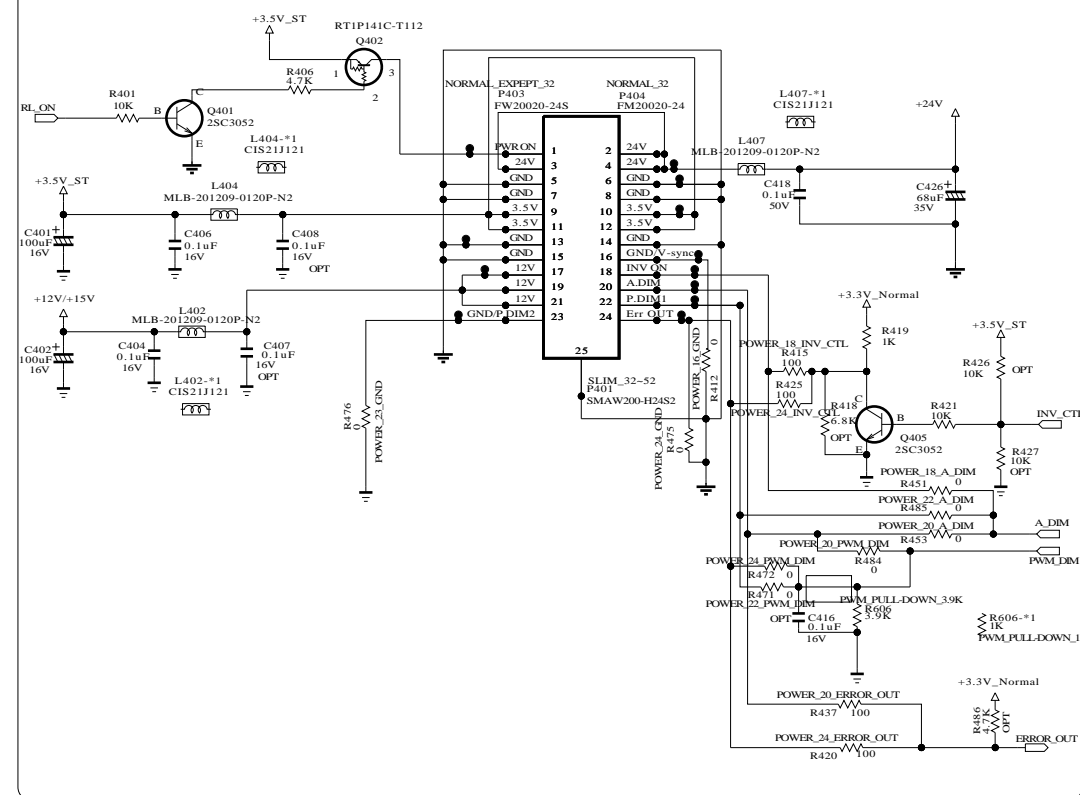 +3.5V_ST
RT1P141C-T112
Q402
1
3
2
R406
4.7K
R401
10K
RL_ON
B
C
E
Q401
2SC3052
L404-*1
CIS21J121
+3.5V_ST
L404
MLB-201209-0120P-N2
C401
100uF
16V
+
C406
0.1uF
16V
C408
0.1uF
16V
OPT
+12V/+15V
L402
MLB-201209-0120P-N2
C402
100uF
16V
+
C404
0.1uF
16V
C407
0.1uF
16V
OPT
L402-*1
CIS21J121
NORMAL_EXPEPT_32
P403
FW20020-24S
NORMAL_32
P404
FM20020-24
PWR ON
1
2
24V
24V
3
4
24V
GND
5
6
GND
GND
7
8
GND
3.5V
9
10
3.5V
3.5V
11
12
3.5V
GND
13
14
GND
GND
15
16
GND/V-sync
12V
17
18
INV ON
12V
19
20
A.DIM
12V
21
22
P.DIM1
GND/P.DIM2
23
24
Err OUT
25
SLIM_32~52
P401
SMAW200-H24S2
R476
0
POWER_23_GND
POWER_16_GND
0
R412
POWER_24_GND
R475
0
L407-*1
CIS21J121
L407
MLB-201209-0120P-N2
+24V
C418
0.1uF
50V
C426
68uF
35V
+
+3.3V_Normal
R419
1K
+3.5V_ST
R426
10K
OPT
POWER_18_INV_CTL
R415
100
R425
100
POWER_24_INV_CTL
R418
6.8K
OPT
C
B
E
Q405
2SC3052
R421
10K
INV_CTL
R427
10K
OPT
POWER_18_A_DIM
R451
0
POWER_22_A_DIM
R485
0
POWER_20_A_DIM
R453
0
A_DIM
POWER_20_PWM_DIM
R484
0
PWM_DIM
POWER_24_PWM_DIM
R472
0
R471
0
POWER_22_PWM_DIM
OPT
C416
0.1uF
16V
PWM_PULL-DOWN_3.9K
R606
3.9K
R606-*1
1K
PWM_PULL-DOWN_1
+3.3V_Normal
R486
4.7K
OPT
POWER_20_ERROR_OUT
R437
100
POWER_24_ERROR_OUT
R420
100
ERROR_OUT